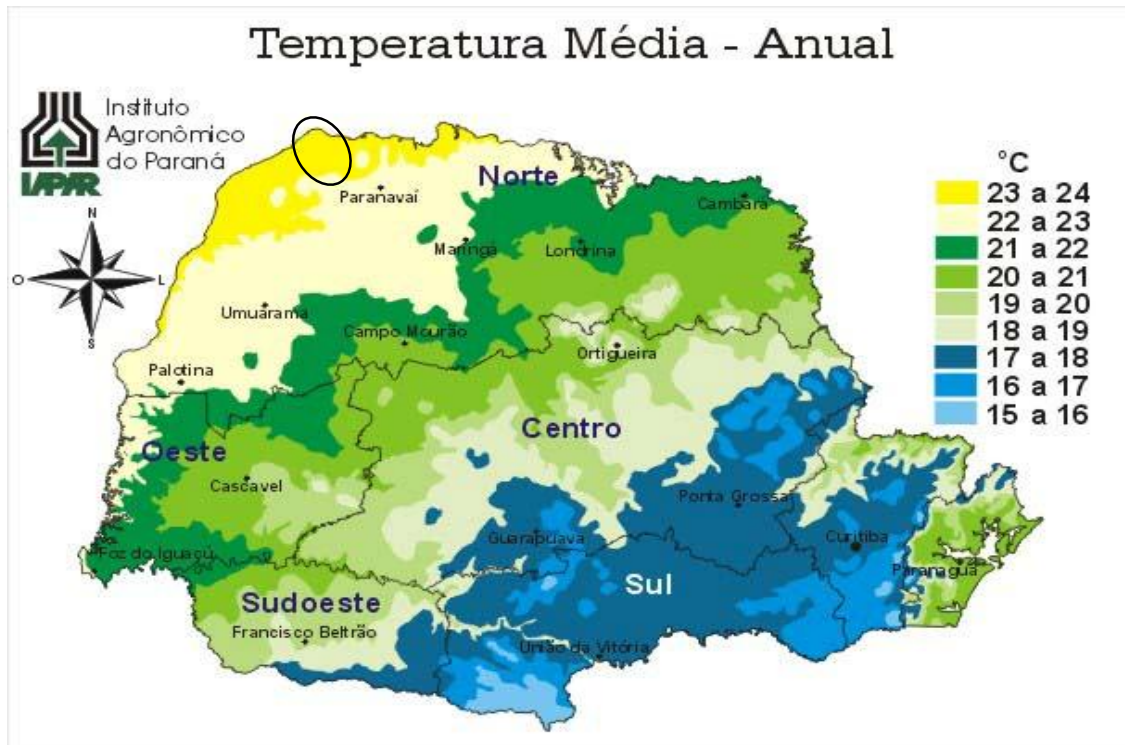 Temperatura Média - Anual
Instituto
Agronômico
do Paraná
IAPAR
N
O
L
S
°C
23 a 24
22 a 23
21 a 22
20 a 21
19 a 20
18 a 19
17 a 18
16 a 17
15 a 16
Norte
Paranavaí
Cambará
Maringá
Londrina
Umuarama
Campo Mourão
Ortigueira
Palotina
Centro
Oeste
Cascavel
Ponta Grossa
Guarapuava
Curitiba
Foz do Iguaçú
Paranaguá
Sul
Sudoeste
Francisco Beltrão
União da Vitória